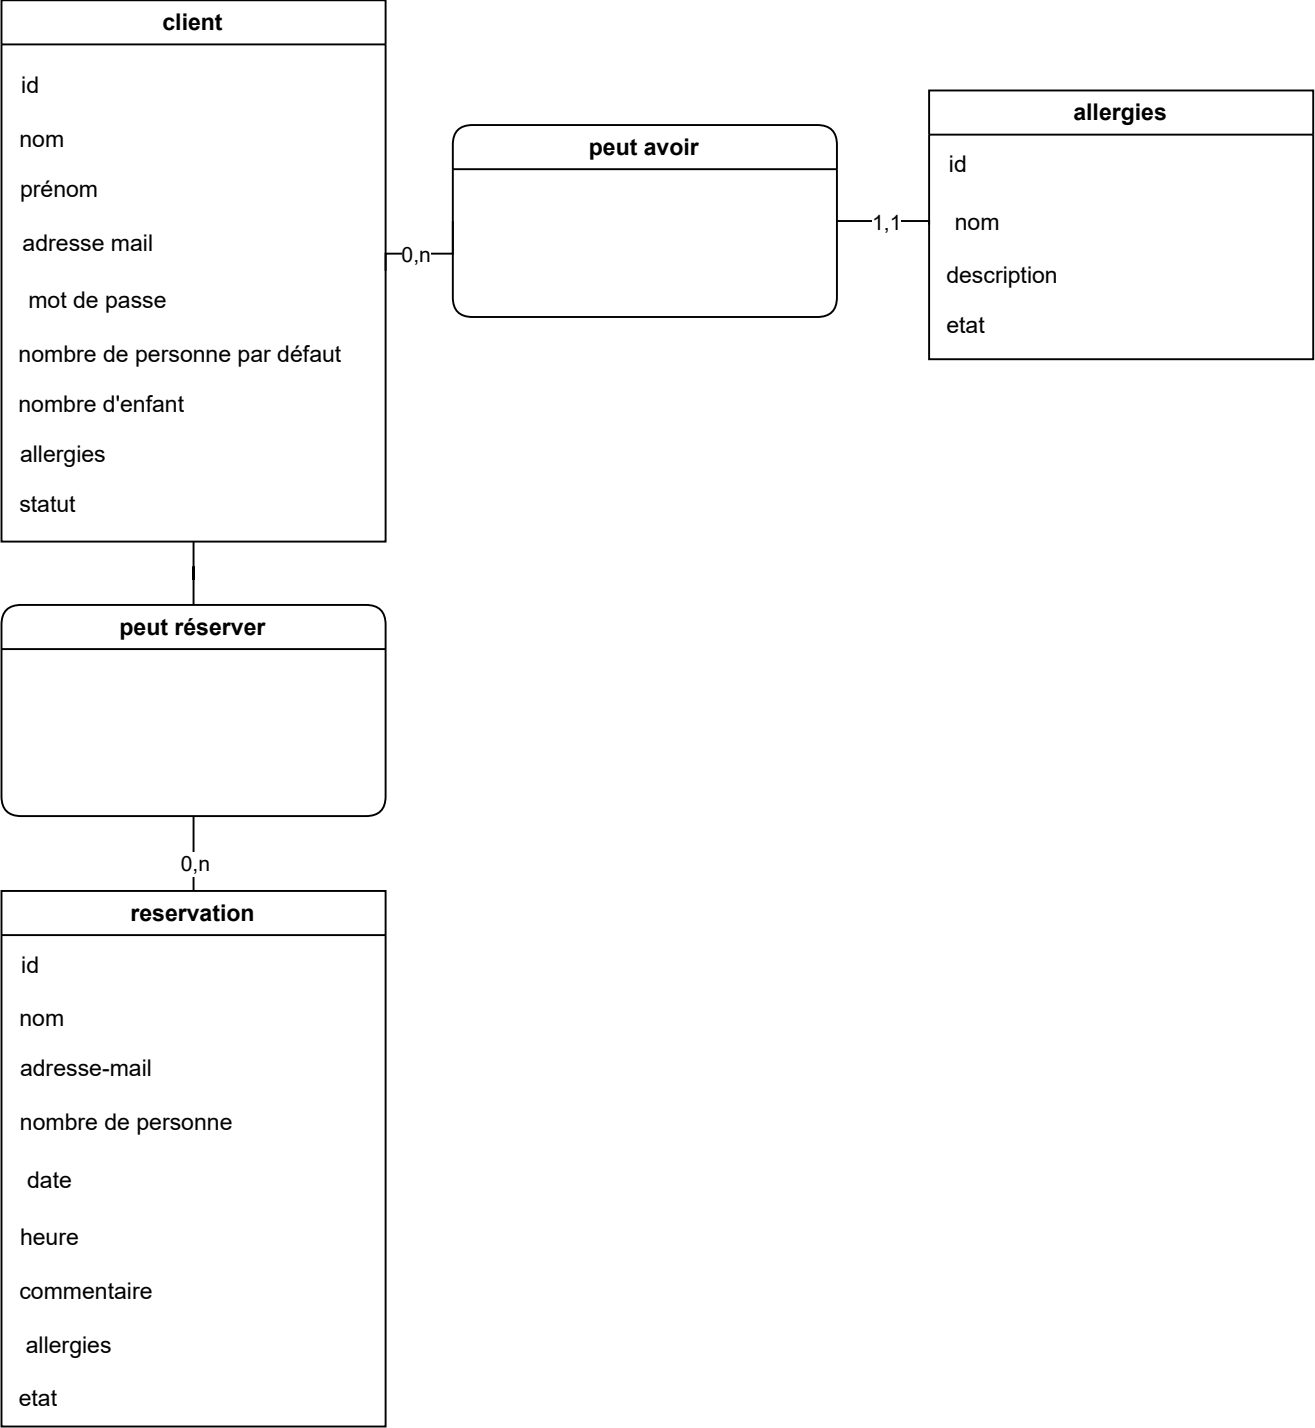 client
id
nom
prénom
adresse mail
mot de passe
nombre de personne par défaut
nombre d'enfant
allergies
statut
0,n
peut avoir
1,1
allergies
id
nom
description
etat
peut réserver
0,n
reservation
id
nom
adresse-mail
nombre de personne
date
heure
commentaire
allergies
etat